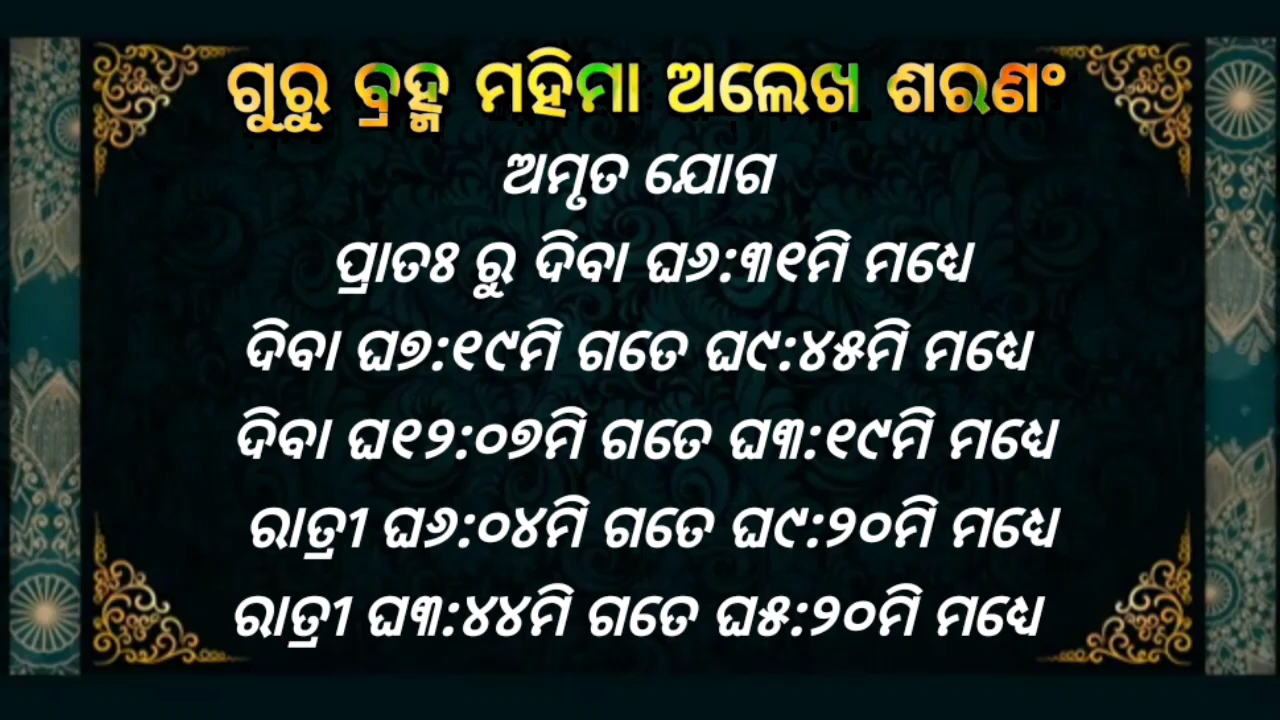 ଗୁରୁ ବ୍ରହ୍ମ ମହିମା ଅଲେଖ ଶରଣଂ
ଅମୃତ ଯୋଗ
ପ୍ରାତଃ ରୁ ଦିବା ଘ୬:୩୧ମି ମଧ୍ୟେ
ଦିବା ଘ୭:୧୯ମି ଗତେ ଘ୯:୪୫ମି ମଧ୍ୟେ
ଦିବା ଘ୧୨:୦୭ମି ଗତେ ଘ୩:୧୯ମି ମଧ୍ୟେ
ରାତ୍ରୀ ଘ୬:୦୪ମି ଗତେ ଘ୯:୨୦ମି ମଧ୍ୟେ
ରାତ୍ରୀ ଘ୩:୪୪ମି ଗତେ ଘ୫:୨୦ମି ମଧ୍ୟେ